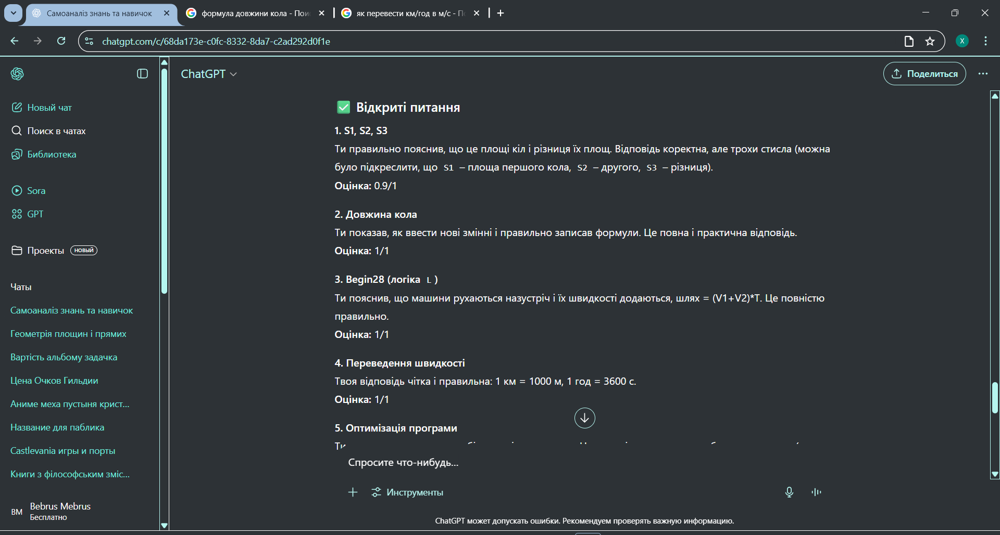 Самоаналіз знань та навичок
формула довжини кола - Пои
як перевести км/год в м/с - По
chatgpt.com/c/68da173e-c0fc-8332-8da7-c2ad292d0f1e
X
ChatGPT
Поделиться
Новый чат
Поиск в чатах
Библиотека
Sora
GPT
Проекты НОВЫЙ
Чаты
Самоаналіз знань та навичок
Геометрія площин і прямих
Вартість альбому задачка
Цена Очков Гильдии
Аниме меха пустыня крист...
Название для паблика
Castlevania игры и порты
Книги з філософським зміс...
BM
Bebrus Mebrus
Бесплатно
✅ Відкриті питання
1. S1, S2, S3
Ти правильно пояснив, що це площі кіл і різниця їх площ. Відповідь коректна, але трохи стисла (можна
було підкреслити, що S1 – площа першого кола, S2 – другого, S3 – різниця).
Оцінка: 0.9/1
2. Довжина кола
Ти показав, як ввести нові змінні і правильно записав формули. Це повна і практична відповідь.
Оцінка: 1/1
3. Begin28 (логіка L )
Ти пояснив, що машини рухаються назустріч і їх швидкості додаються, шлях = (V1+V2)*T. Це повністю
правильно.
Оцінка: 1/1
4. Переведення швидкості
Твоя відповідь чітка і правильна: 1 км = 1000 м, 1 год = 3600 с.
Оцінка: 1/1
5. Оптимізація програми
Спросите что-нибудь...
Инструменты
ChatGPT может допускать ошибки. Рекомендуем проверять важную информацию.